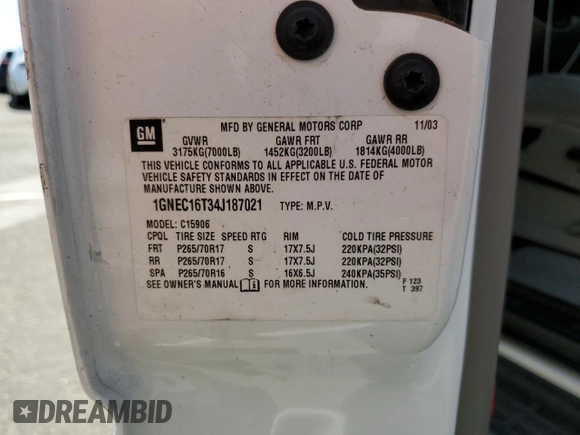 GM
MFD BY GENERAL MOTORS CORP 11/03
GVWR GAWR FRT GAWR RR
3175KG(7000LB) 1452KG(3200LB) 1814KG(4000LB)
THIS VEHICLE CONFORMS TO ALL APPLICABLE U.S. FEDERAL MOTOR
VEHICLE SAFETY STANDARDS IN EFFECT ON THE DATE OF
MANUFACTURE SHOWN ABOVE.
1GNEC16T34J187021 TYPE: M.P.V.
MODEL: C15906
CPQL TIRE SIZE SPEED RTG RIM COLD TIRE PRESSURE
FRT P265/70R17 S 17X7.5J 220KPA(32PSI)
RR P265/70R17 S 17X7.5J 220KPA(32PSI)
SPA P265/70R16 S 16X6.5J 240KPA(35PSI)
SEE OWNER'S MANUAL FOR MORE INFORMATION. F 123
T 397
DREAMBID